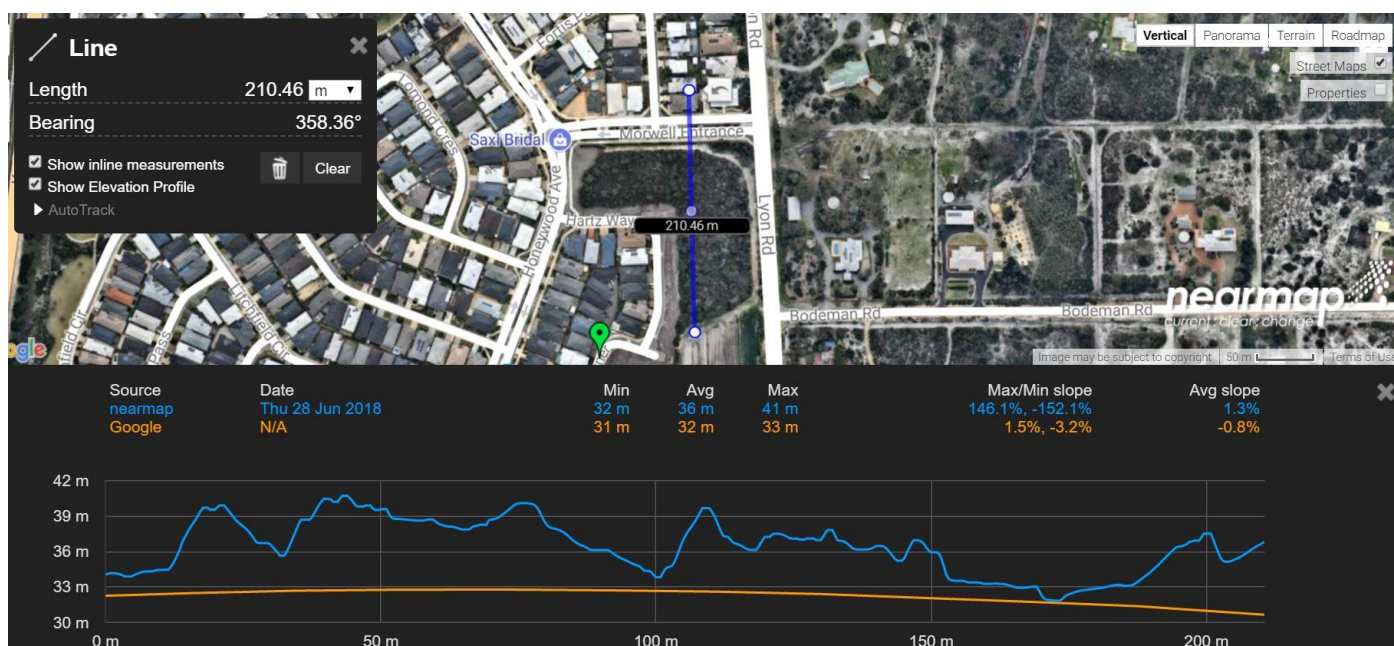 Line
Length 210.46 m
Bearing 358.36°
Show inline measurements
Show Elevation Profile
Clear
AutoTrack
Vertical Panorama Terrain Roadmap
Street Maps
Properties
Fortis
Lomond Cres
Saxi Bridal
Morwell Entrance
Honeywood Ave
Hartz Way
210.46 m
Lyon Rd
Litchfield Cir
Pass
Bodeman Rd
Bodeman Rd
nearmap
current:clear:change
Image may be subject to copyright 50 m Terms of Use
Source Date Min Avg Max Max/Min slope Avg slope
nearmap Thu 28 Jun 2018 32 m 36 m 41 m 146.1%, -152.1% 1.3%
Google N/A 31 m 32 m 33 m 1.5%, -3.2% -0.8%
42 m
39 m
36 m
33 m
30 m
0 m 50 m 100 m 150 m 200 m